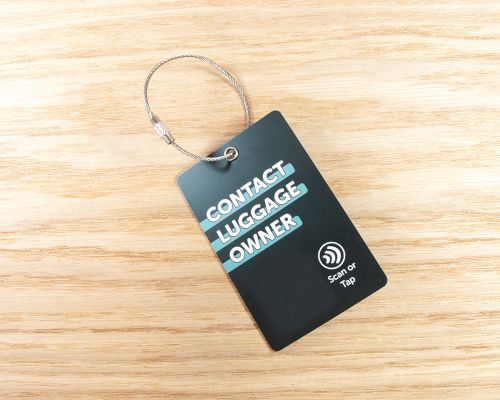 CONTACT
LUGGAGE
OWNER
Scan or
Tap